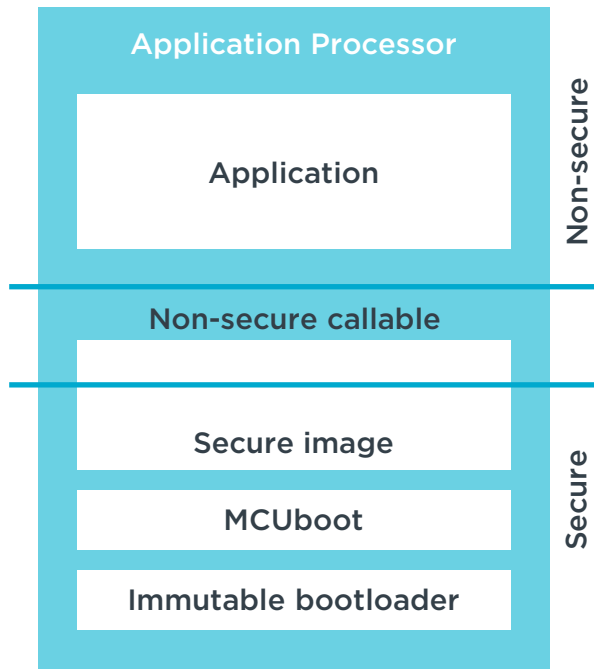 Application Processor
Application
Non-secure
Non-secure callable
Secure image
MCUboot
Secure
Immutable bootloader